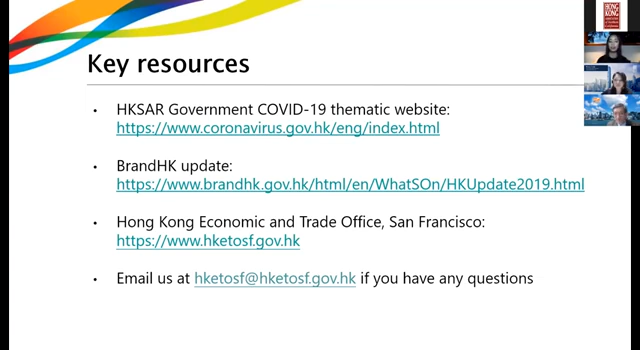 HONG
KONG
Key resources
• HKSAR Government COVID-19 thematic website:
https://www.coronavirus.gov.hk/eng/index.html
• BrandHK update:
https://www.brandhk.gov.hk/html/en/WhatSOn/HKUpdate2019.html
• Hong Kong Economic and Trade Office, San Francisco:
https://www.hketosf.gov.hk
• Email us at hketosf@hketosf.gov.hk if you have any questions